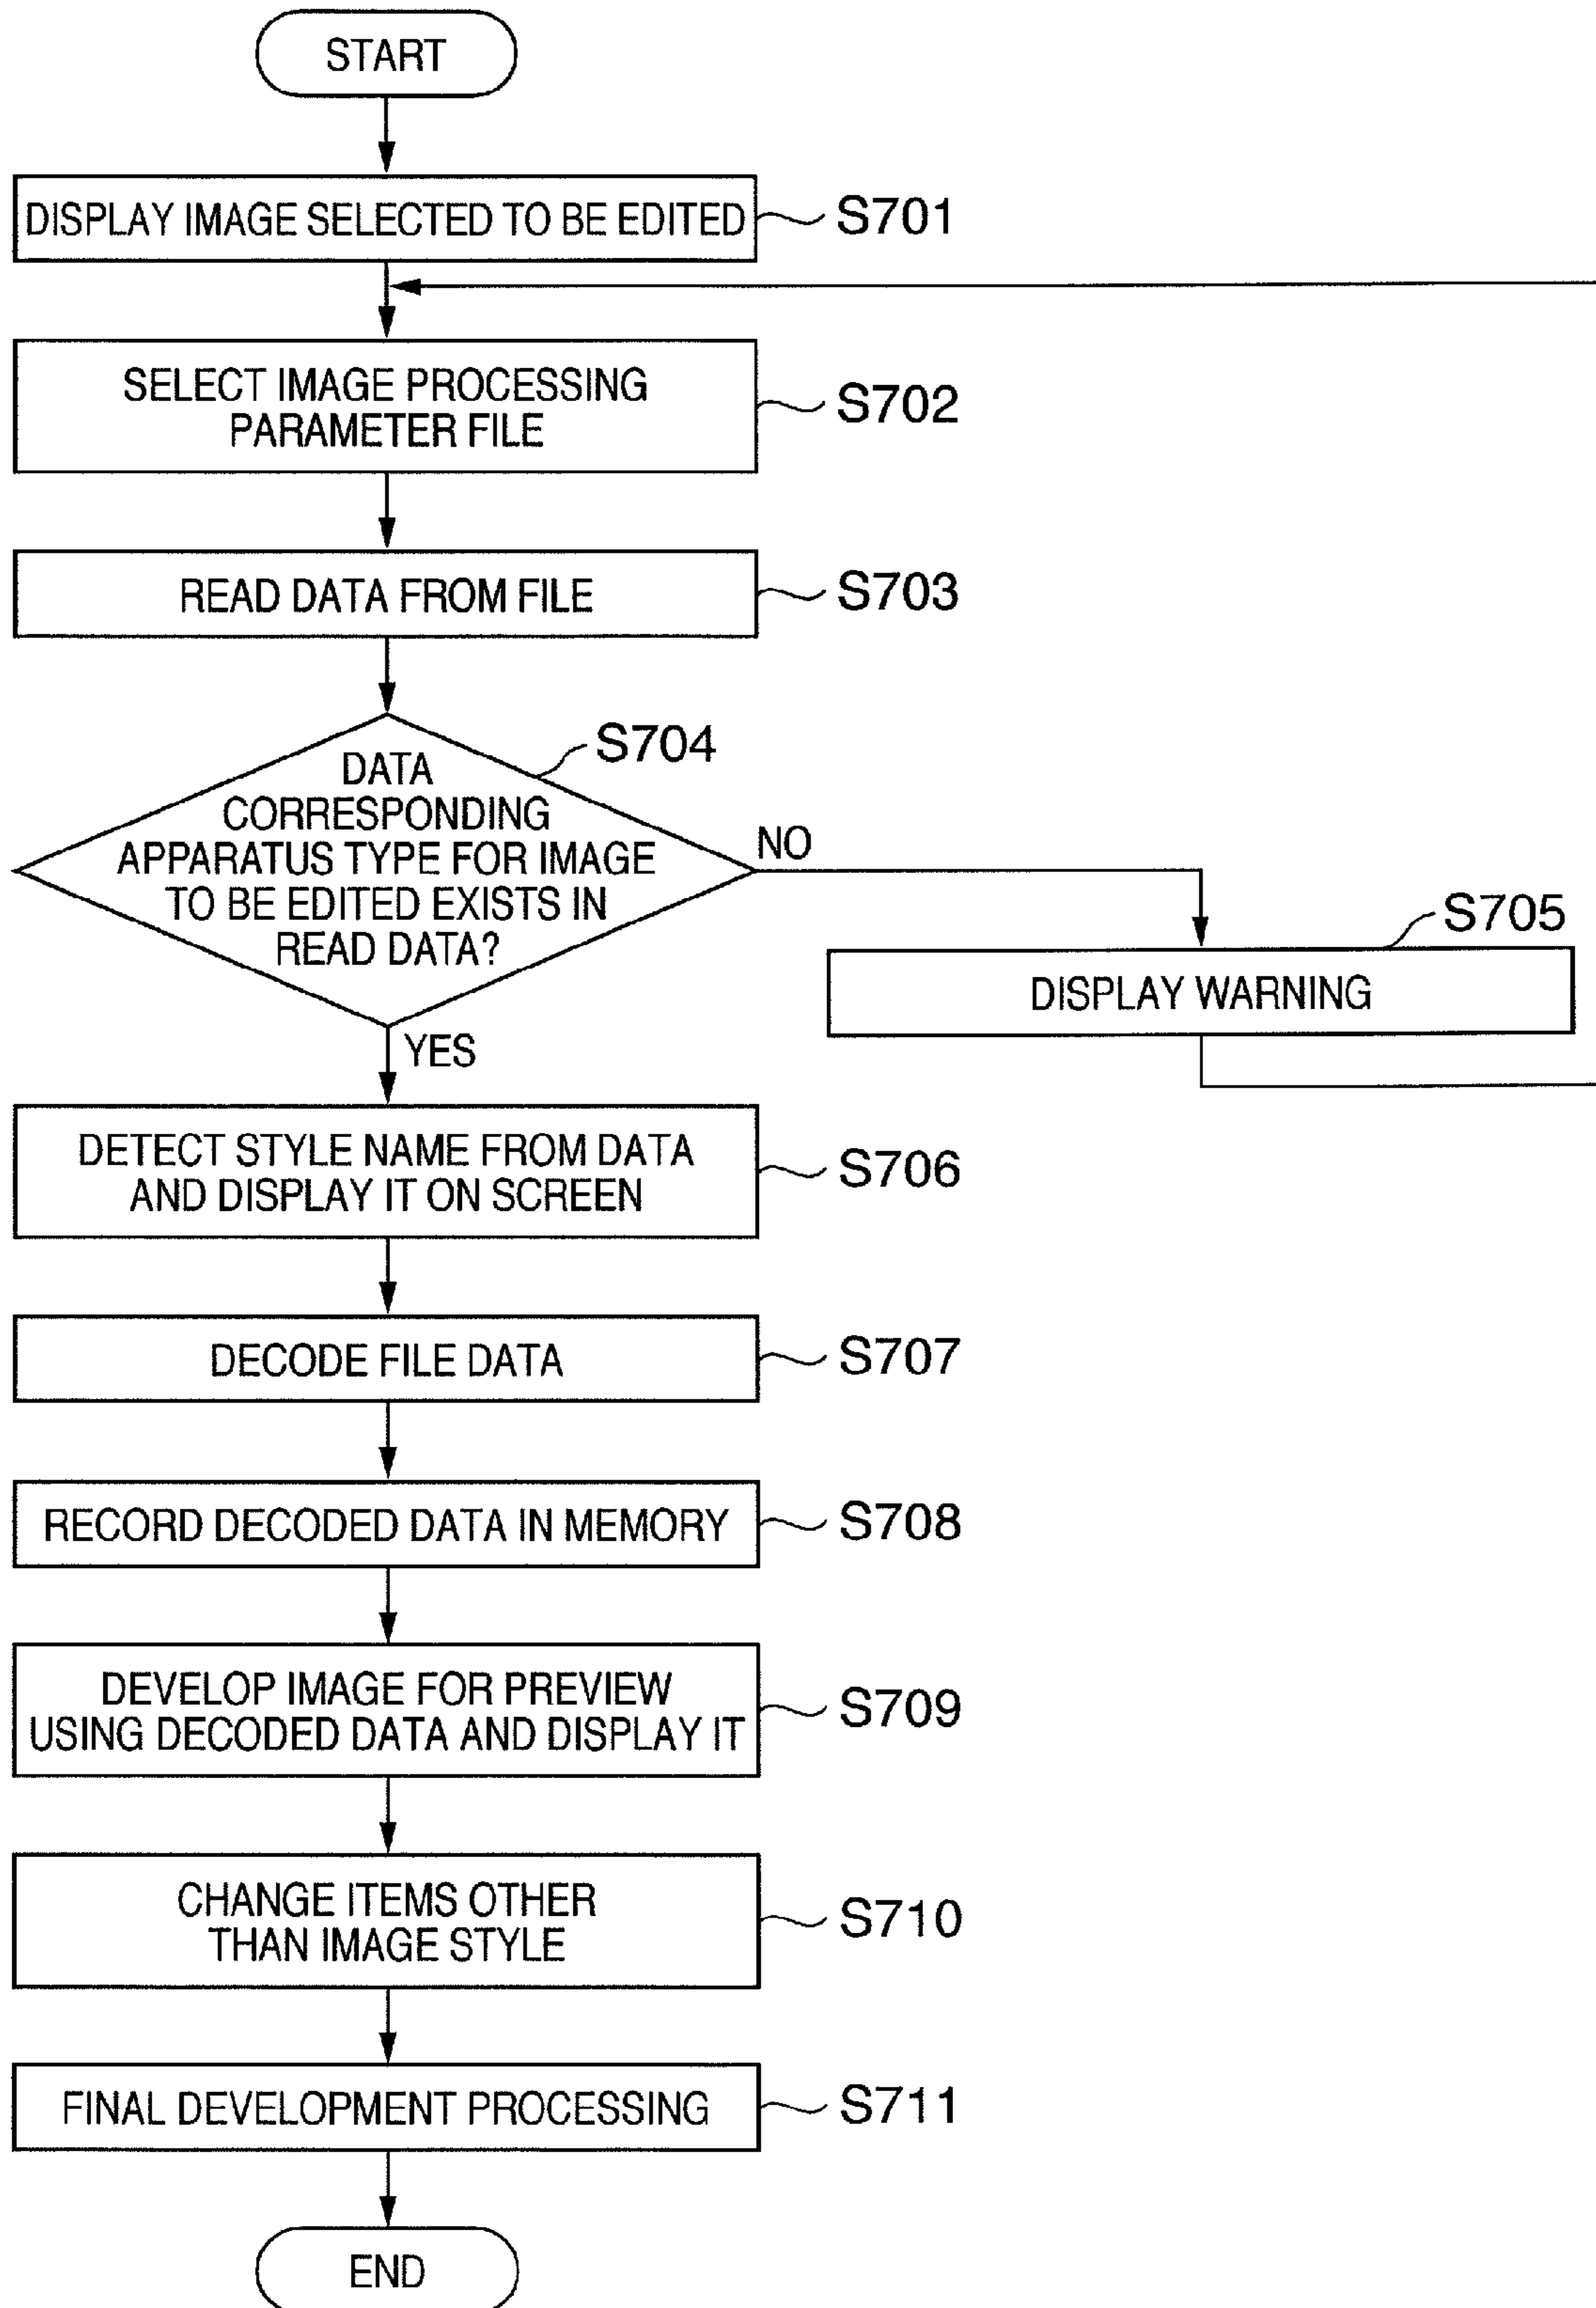 START
DISPLAY IMAGE SELECTED TO BE EDITED
S701
SELECT IMAGE PROCESSING
PARAMETER FILE
S702
READ DATA FROM FILE
S703
S704
DATA
CORRESPONDING
APPARATUS TYPE FOR IMAGE
TO BE EDITED EXISTS IN
READ DATA?
NO
S705
DISPLAY WARNING
YES
DETECT STYLE NAME FROM DATA
AND DISPLAY IT ON SCREEN
S706
DECODE FILE DATA
S707
RECORD DECODED DATA IN MEMORY
S708
DEVELOP IMAGE FOR PREVIEW
USING DECODED DATA AND DISPLAY IT
S709
CHANGE ITEMS OTHER
THAN IMAGE STYLE
S710
FINAL DEVELOPMENT PROCESSING
S711
END